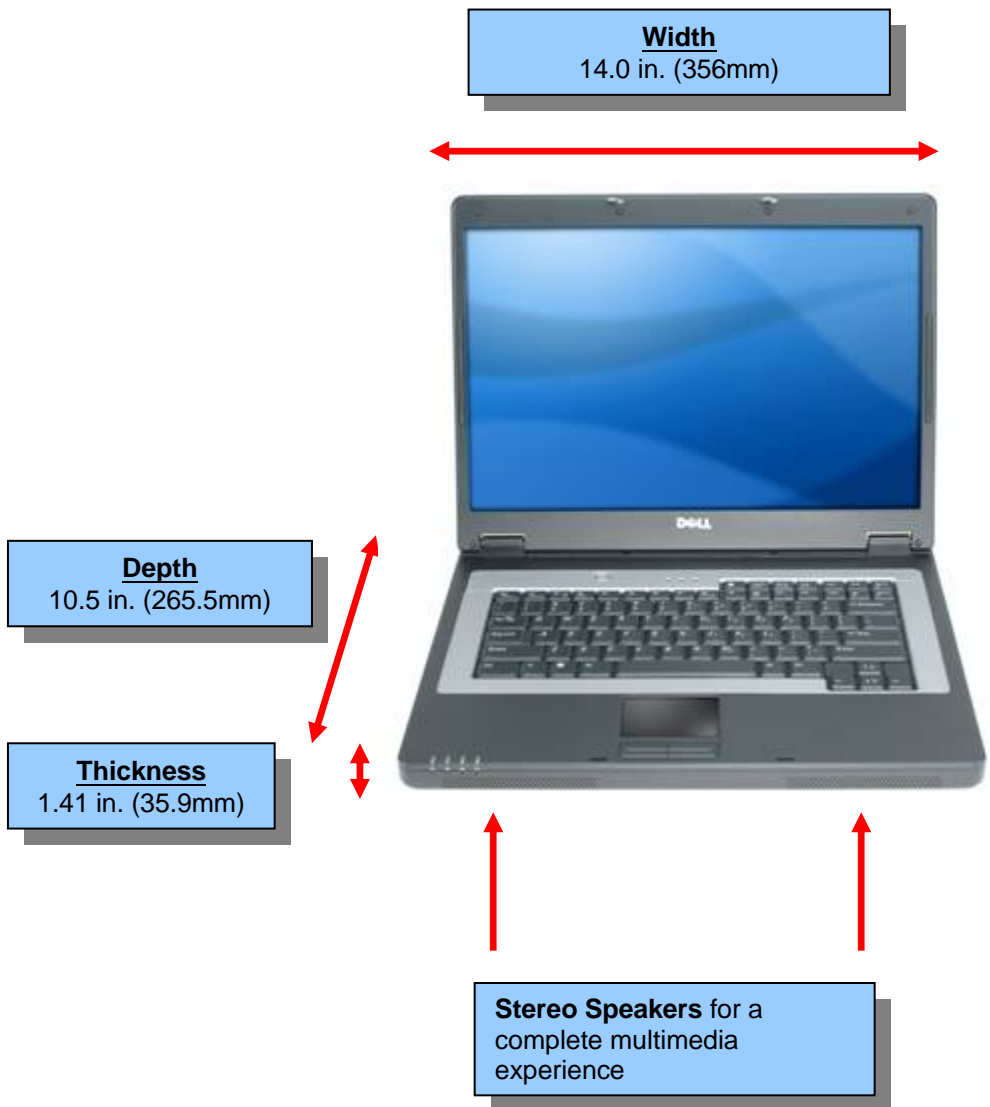 Width
14.0 in. (356mm)
DELL
Depth
10.5 in. (265.5mm)
Thickness
1.41 in. (35.9mm)
Stereo Speakers for a
complete multimedia
experience